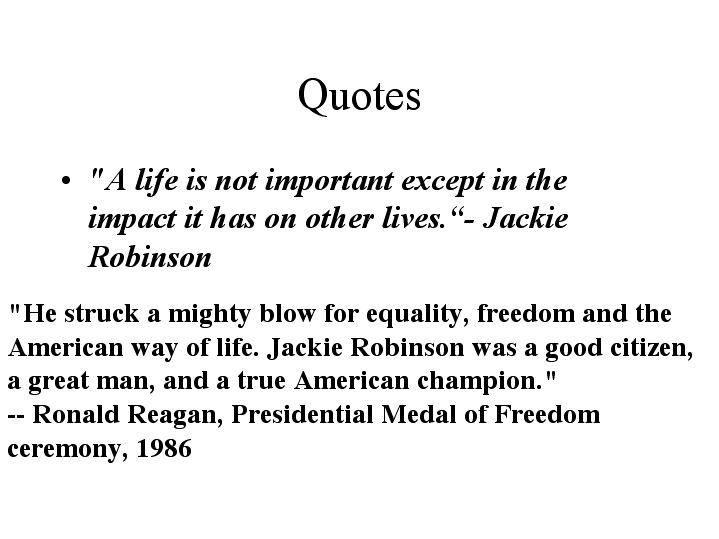 Quotes
• "A life is not important except in the
impact it has on other lives.“- Jackie
Robinson
"He struck a mighty blow for equality, freedom and the
American way of life. Jackie Robinson was a good citizen,
a great man, and a true American champion."
-- Ronald Reagan, Presidential Medal of Freedom
ceremony, 1986